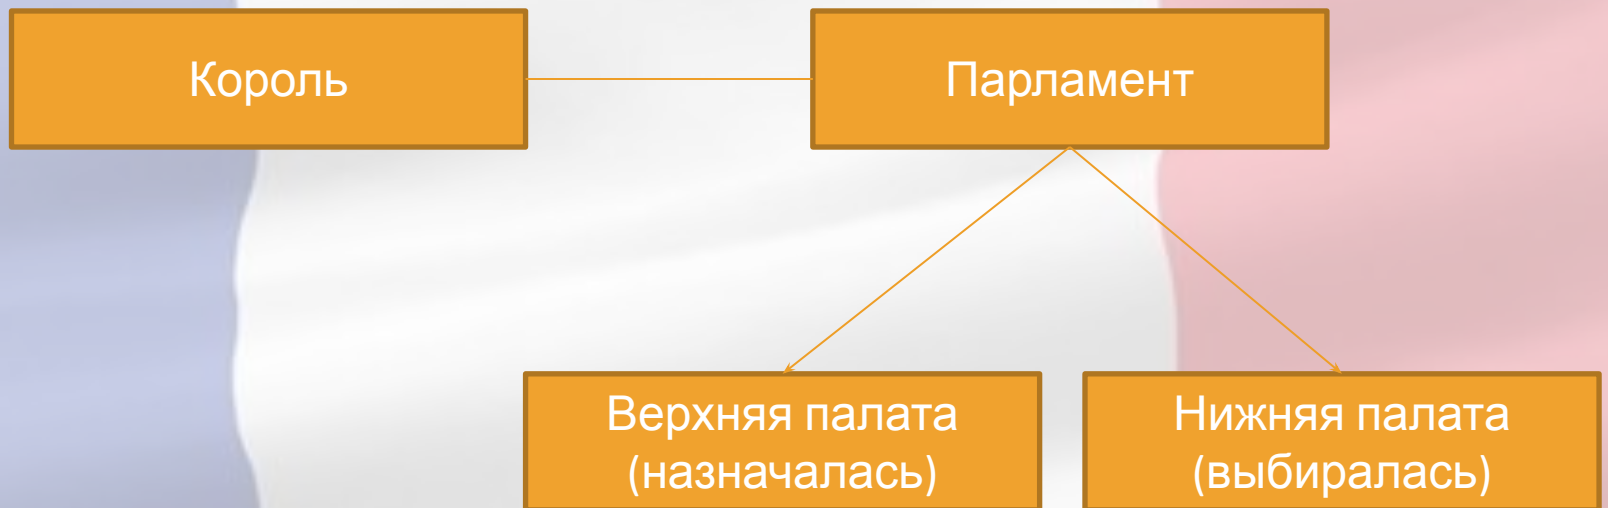 Король
Парламент
Верхняя палата
(назначалась)
Нижняя палата
(выбиралась)